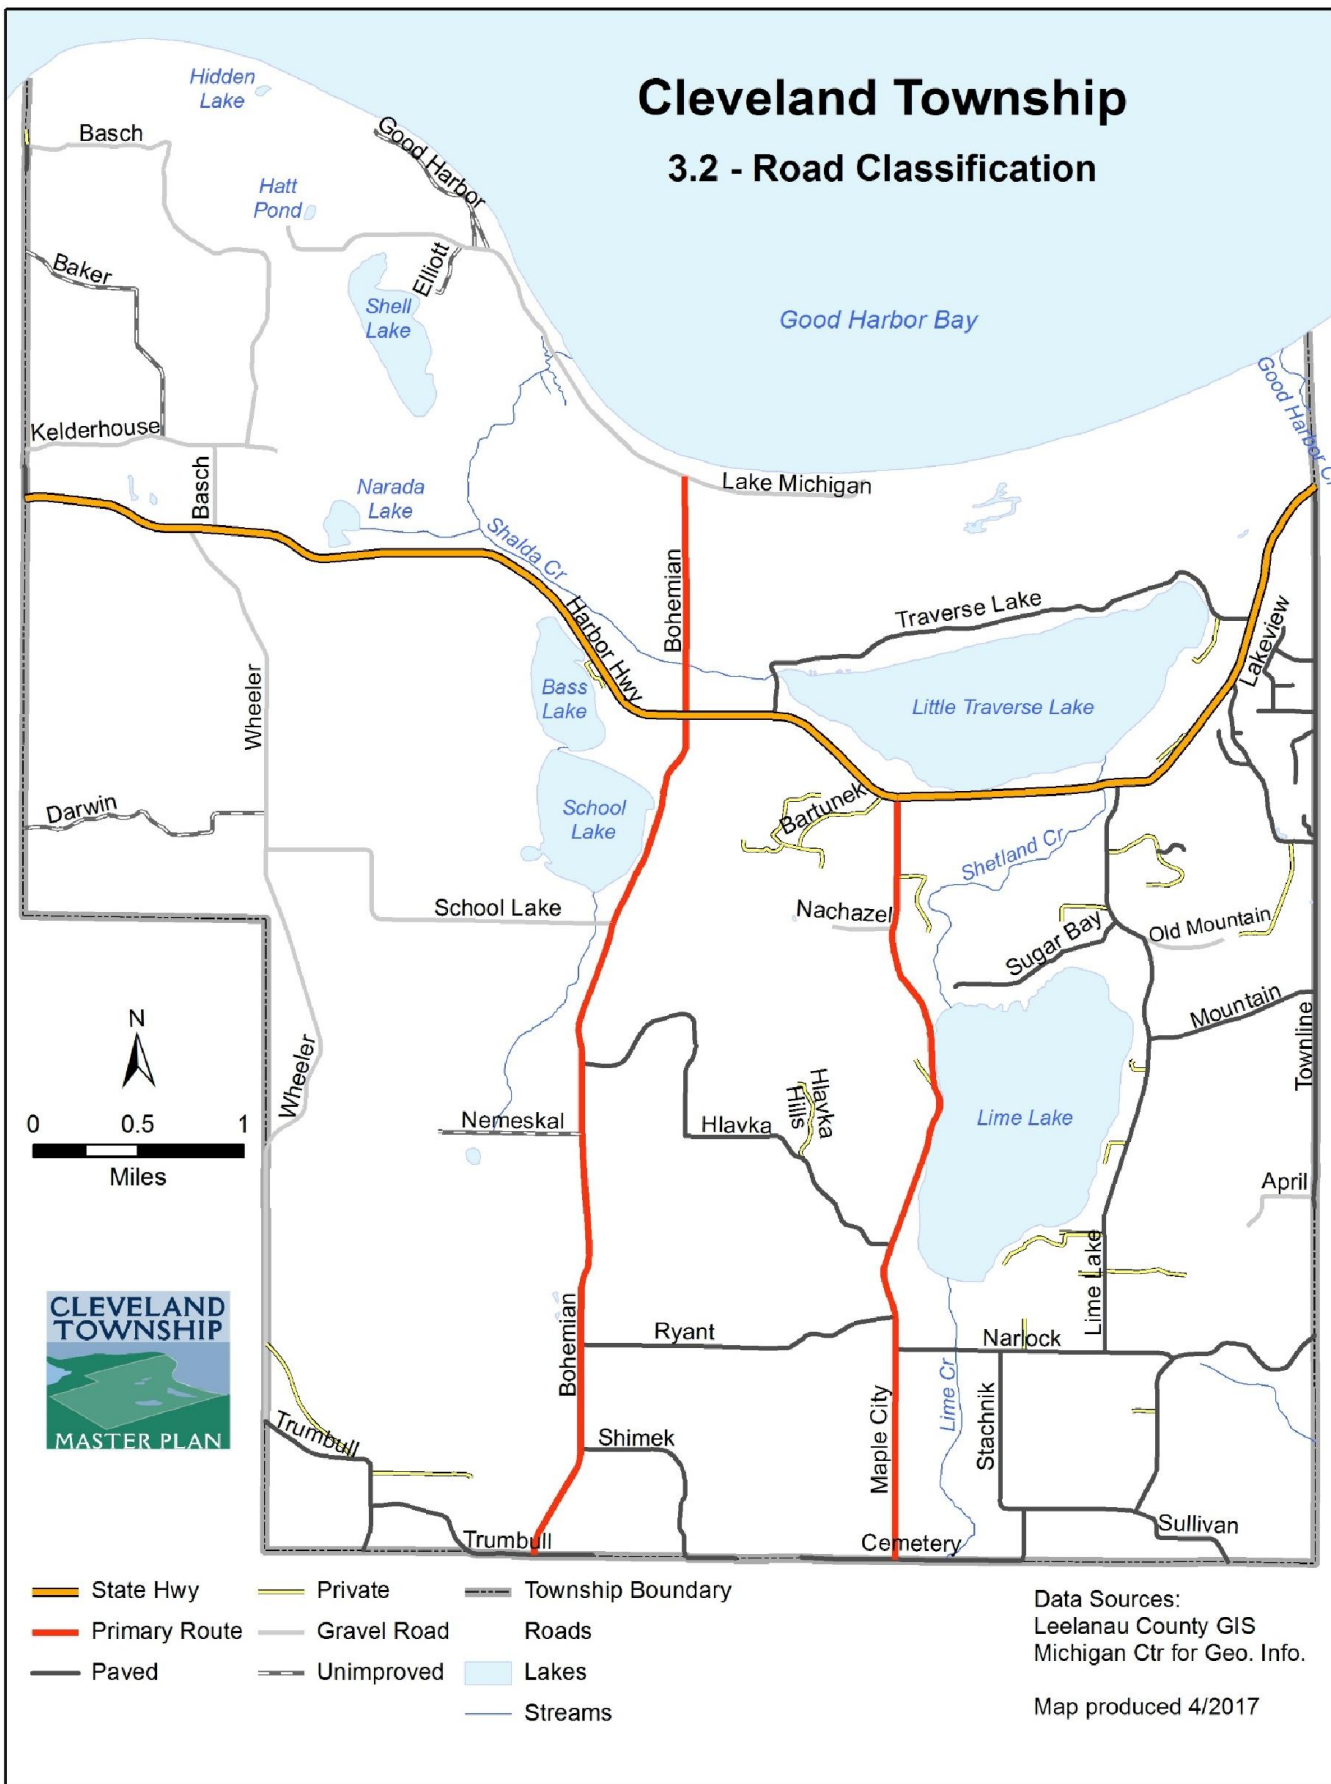 Cleveland Township
3.2 - Road Classification
Hidden
Lake
Basch
Good Harbor
Hatt
Pond
Elliott
Baker
Shell
Lake
Good Harbor Bay
Good Harbor Cr
Kelderhouse
Basch
Narada
Lake
Lake Michigan
Shalda Cr
Bohemian
Harbor Hwy
Traverse Lake
Lakeview
Wheeler
Bass
Lake
Little Traverse Lake
Darwin
School
Lake
Bartunek
Shetland Cr
School Lake
Nachazel
Sugar Bay
Old Mountain
Mountain
Townline
N
Wheeler
0 0.5 1
Miles
Nemeskal
Hlavka
Hlavka
Hills
Lime Lake
April
Lime Lake
CLEVELAND
TOWNSHIP
MASTER PLAN
Bohemian
Ryant
Narlock
Maple City
Lime Cr
Stachnik
Trumbull
Shimek
Trumbull
Cemetery
Sullivan
State Hwy
Primary Route
Paved
Private
Gravel Road
Unimproved
Township Boundary
Roads
Lakes
Streams
Data Sources:
Leelanau County GIS
Michigan Ctr for Geo. Info.
Map produced 4/2017